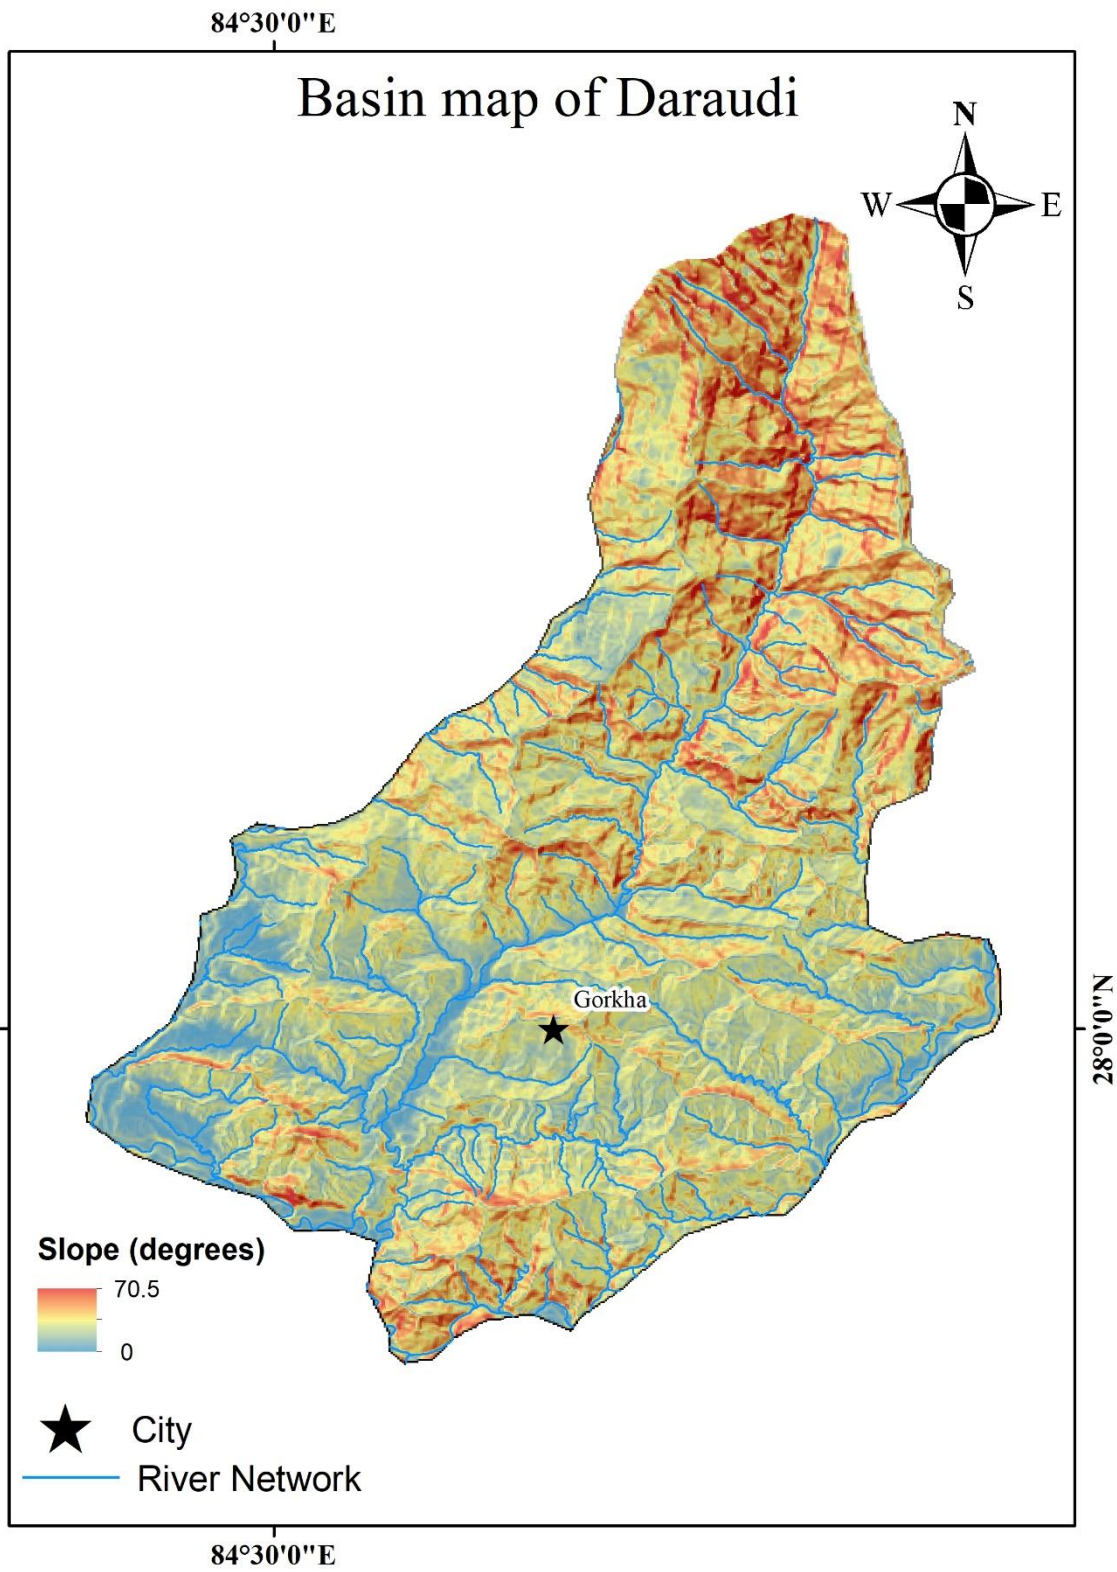 84°30'0"E
Basin map of Daraudi
N
W
E
S
Gorkha
28°0'0"N
Slope (degrees)
70.5
0
City
River Network
84°30'0"E